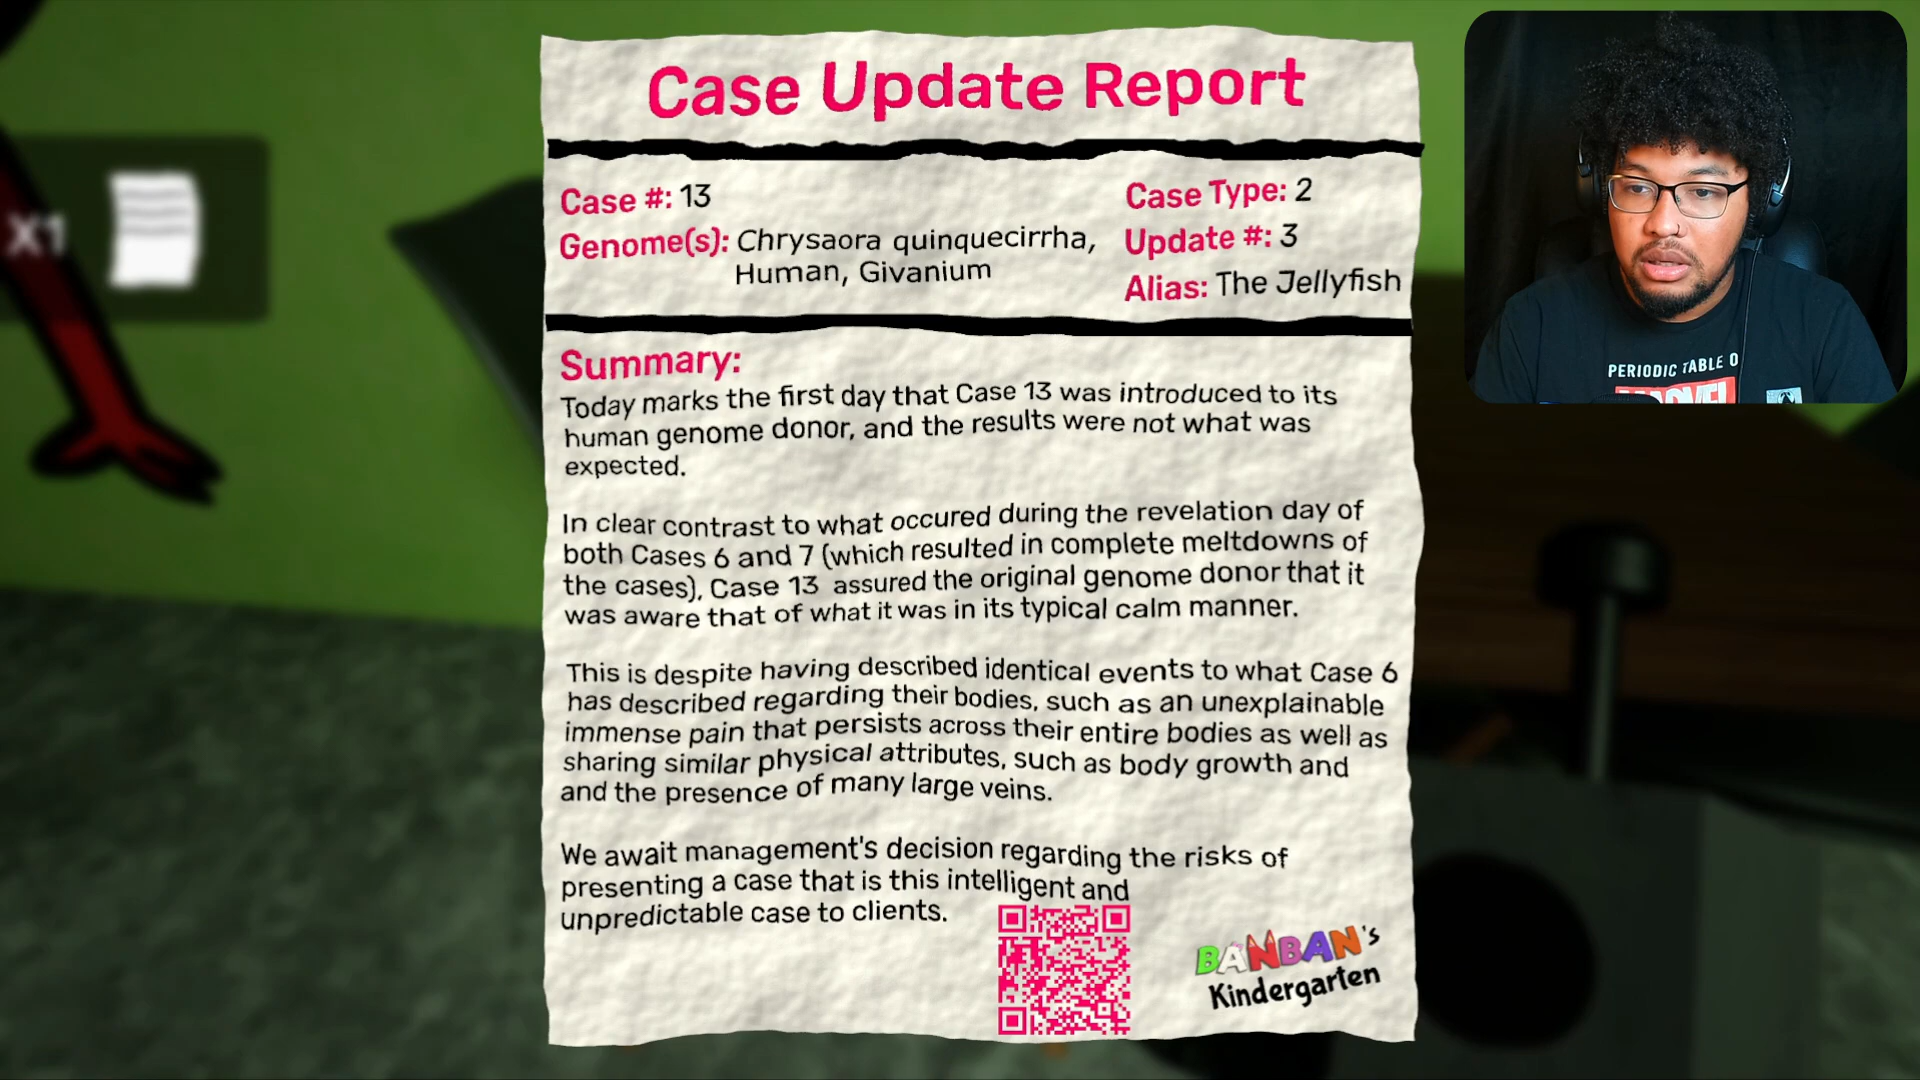 Case Update Report
Case #: 13
Genome(s): Chrysaora quinquecirrha,
Human, Givanium
Case Type: 2
Update #: 3
Alias: The Jellyfish
Summary:
Today marks the first day that Case 13 was introduced to its
human genome donor, and the results were not what was
expected.
In clear contrast to what occured during the revelation day of
both Cases 6 and 7 (which resulted in complete meltdowns of
the cases), Case 13 assured the original genome donor that it
was aware that of what it was in its typical calm manner.
This is despite having described identical events to what Case 6
has described regarding their bodies, such as an unexplainable
immense pain that persists across their entire bodies as well as
sharing similar physical attributes, such as body growth and
and the presence of many large veins.
We await management's decision regarding the risks of
presenting a case that is this intelligent and
unpredictable case to clients.
BANBAN's
Kindergarten
X1
PERIODIC TABLE O
MARVEL